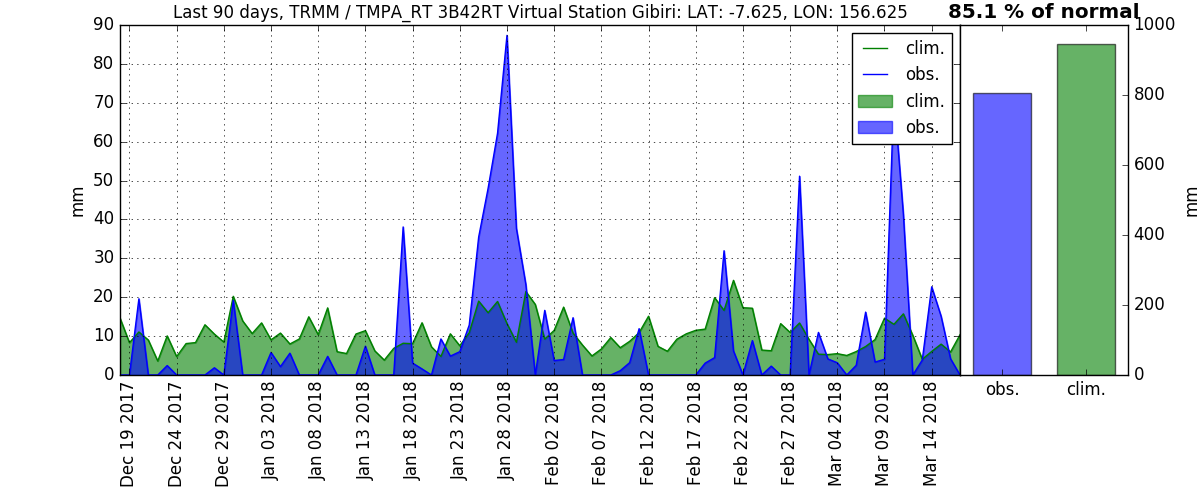 Last 90 days, TRMM / TMPA_RT 3B42RT Virtual Station Gibiri: LAT: -7.625, LON: 156.625
85.1 % of normal
90
80
70
60
50
40
30
20
10
0
mm
clim.
obs.
clim.
obs.
1000
800
600
400
200
0
mm
obs.
clim.
Dec 19 2017
Dec 24 2017
Dec 29 2017
Jan 03 2018
Jan 08 2018
Jan 13 2018
Jan 18 2018
Jan 23 2018
Jan 28 2018
Feb 02 2018
Feb 07 2018
Feb 12 2018
Feb 17 2018
Feb 22 2018
Feb 27 2018
Mar 04 2018
Mar 09 2018
Mar 14 2018